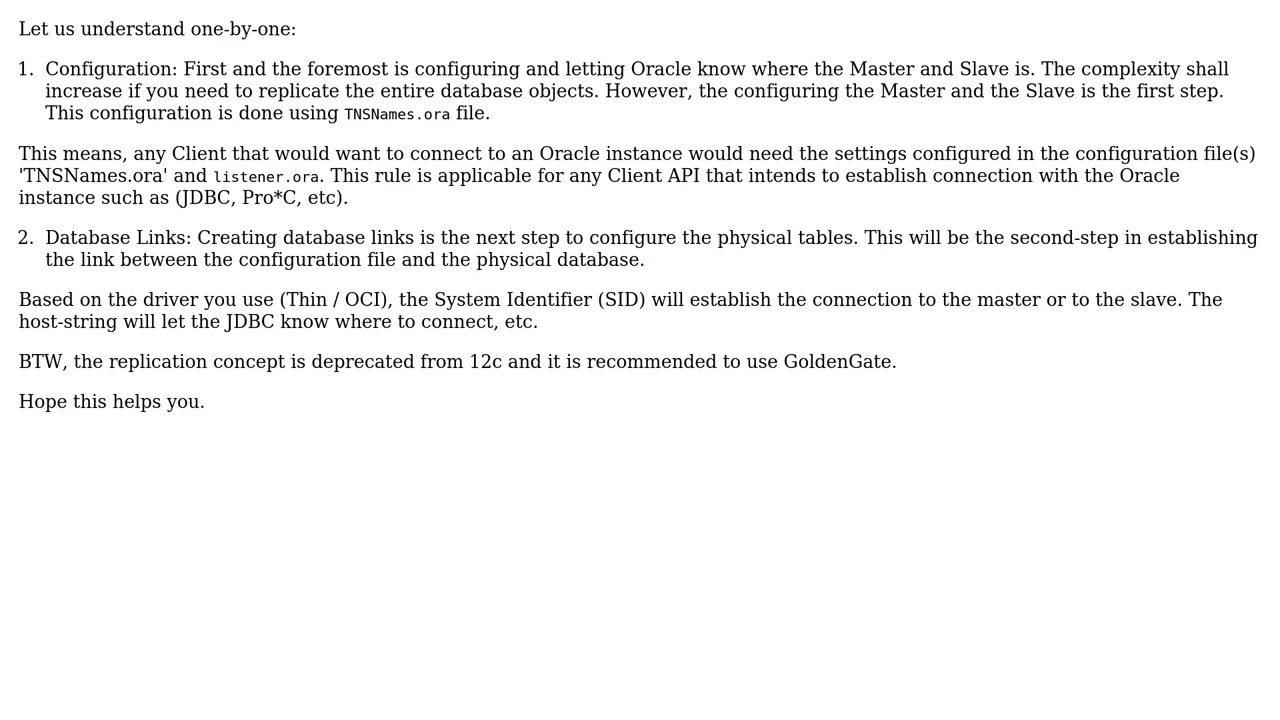 Let us understand one-by-one:
1. Configuration: First and the foremost is configuring and letting Oracle know where the Master and Slave is. The complexity shall
increase if you need to replicate the entire database objects. However, the configuring the Master and the Slave is the first step.
This configuration is done using TNSNames.ora file.
This means, any Client that would want to connect to an Oracle instance would need the settings configured in the configuration file(s)
'TNSNames.ora' and listener.ora. This rule is applicable for any Client API that intends to establish connection with the Oracle
instance such as (JDBC, Pro*C, etc).
2. Database Links: Creating database links is the next step to configure the physical tables. This will be the second-step in establishing
the link between the configuration file and the physical database.
Based on the driver you use (Thin / OCI), the System Identifier (SID) will establish the connection to the master or to the slave. The
host-string will let the JDBC know where to connect, etc.
BTW, the replication concept is deprecated from 12c and it is recommended to use GoldenGate.
Hope this helps you.